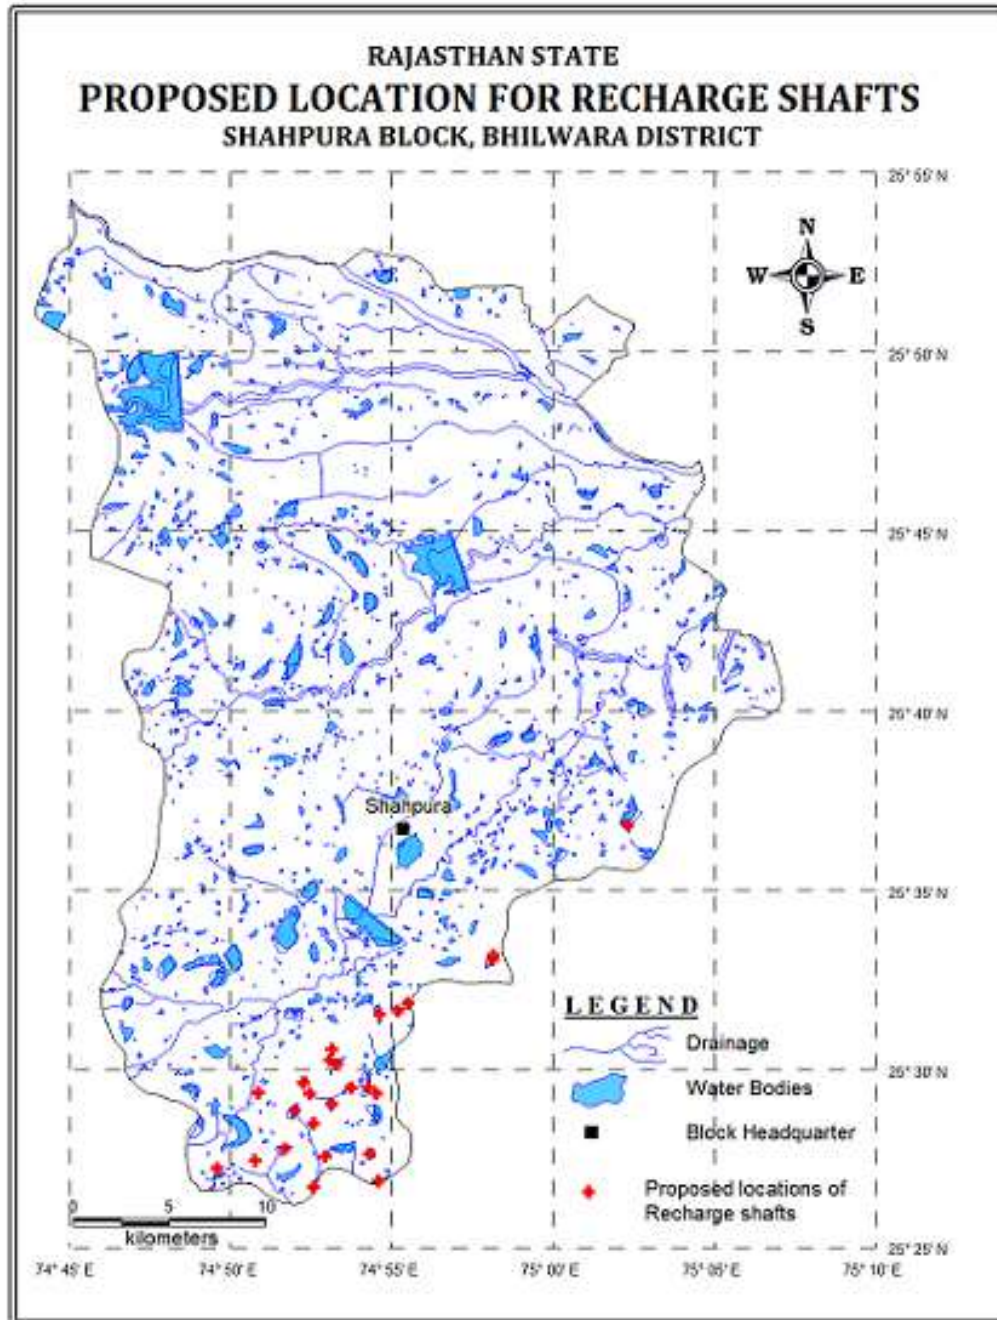 RAJASTHAN STATE
PROPOSED LOCATION FOR RECHARGE SHAFTS
SHAHPURA BLOCK, BHILWARA DISTRICT
25° 55' N
N
W E
S
25° 50' N
25° 45' N
25° 40' N
Shahpura
25° 35' N
LEGEND
Drainage
25° 30' N
Water Bodies
Block Headquarter
Proposed locations of
Recharge shafts
0 5 10
kilometers
25° 25' N
74° 45' E 74° 50' E 74° 55' E 75° 00' E 75° 05' E 75° 10' E